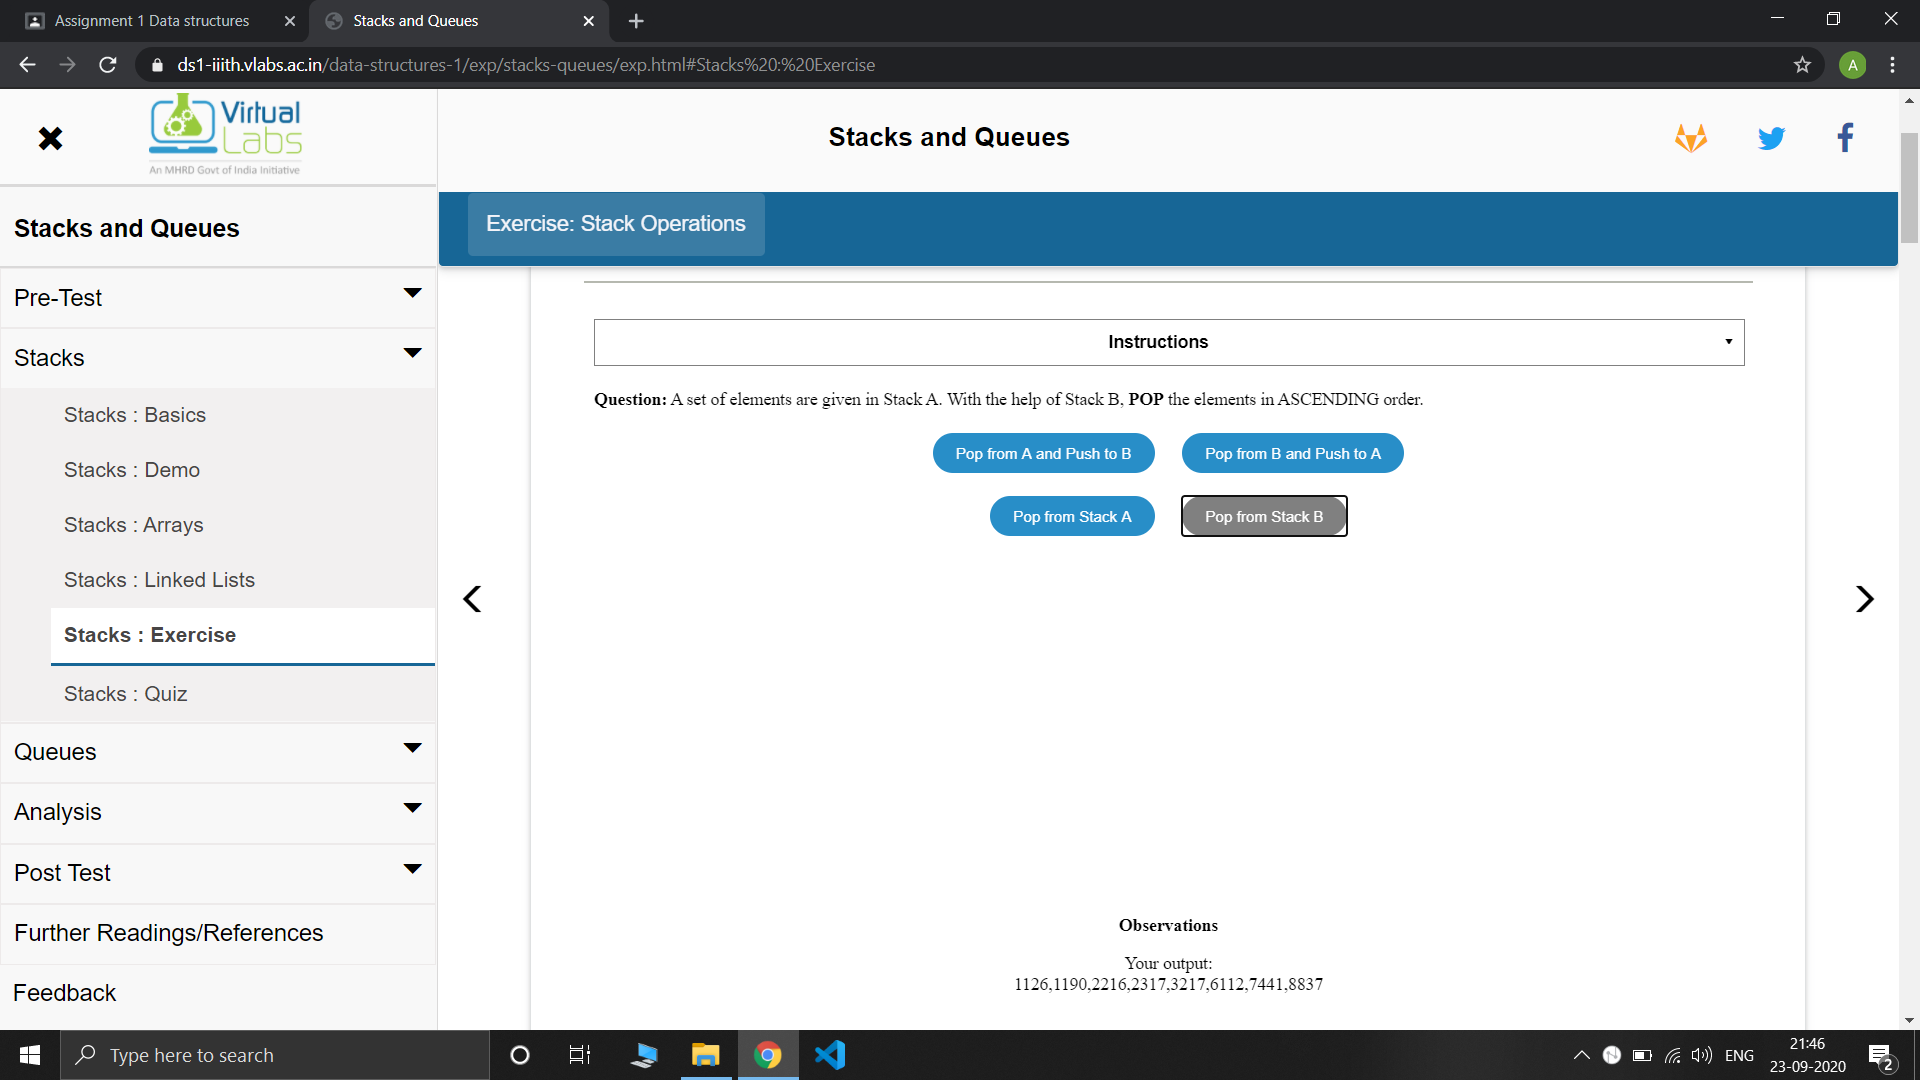 Assignment 1 Data structures
Stacks and Queues
ds1-iiith.vlabs.ac.in/data-structures-1/exp/stacks-queues/exp.html#Stacks%20:%20Exercise
A
Virtual
Labs
An MHRD Govt of India Initiative
Stacks and Queues
Stacks and Queues
Exercise: Stack Operations
Pre-Test
Stacks
Stacks : Basics
Stacks : Demo
Stacks : Arrays
Stacks : Linked Lists
Stacks : Exercise
Stacks : Quiz
Queues
Analysis
Post Test
Further Readings/References
Feedback
Instructions
Question: A set of elements are given in Stack A. With the help of Stack B, POP the elements in ASCENDING order.
Pop from A and Push to B
Pop from B and Push to A
Pop from Stack A
Pop from Stack B
Observations
Your output:
1126,1190,2216,2317,3217,6112,7441,8837
Type here to search
ENG
21:46
23-09-2020
2